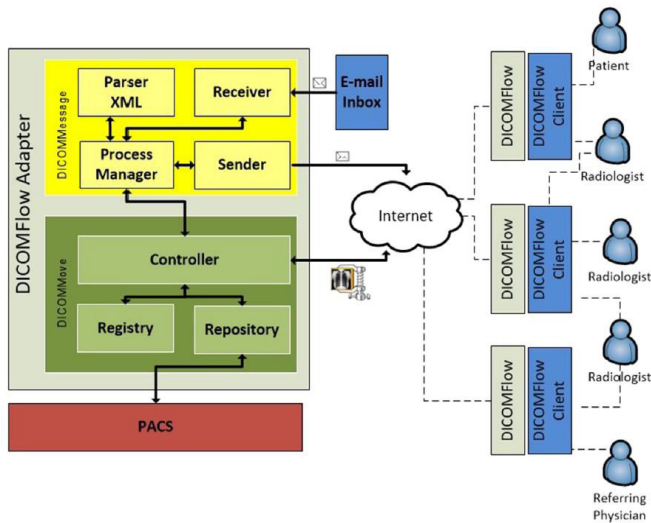 DICOMFlow Adapter
DICOMMessage
Parser
XML
Receiver
E-mail
Inbox
Process
Manager
Sender
DICOMMove
Controller
Registry
Repository
PACS
Internet
DICOMFlow
DICOMFlow
Client
Patient
Radiologist
DICOMFlow
DICOMFlow
Client
Radiologist
Radiologist
DICOMFlow
DICOMFlow
Client
Referring
Physician